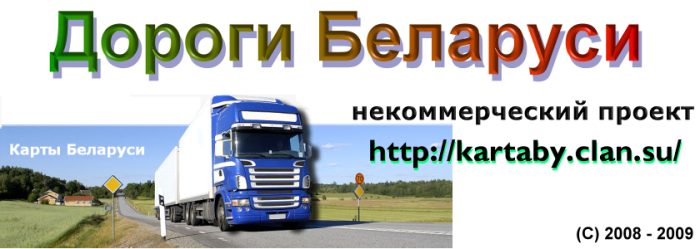 Дороги Беларуси
некоммерческий проект
Карты Беларуси
http://kartaby.clan.su/
(C) 2008 - 2009